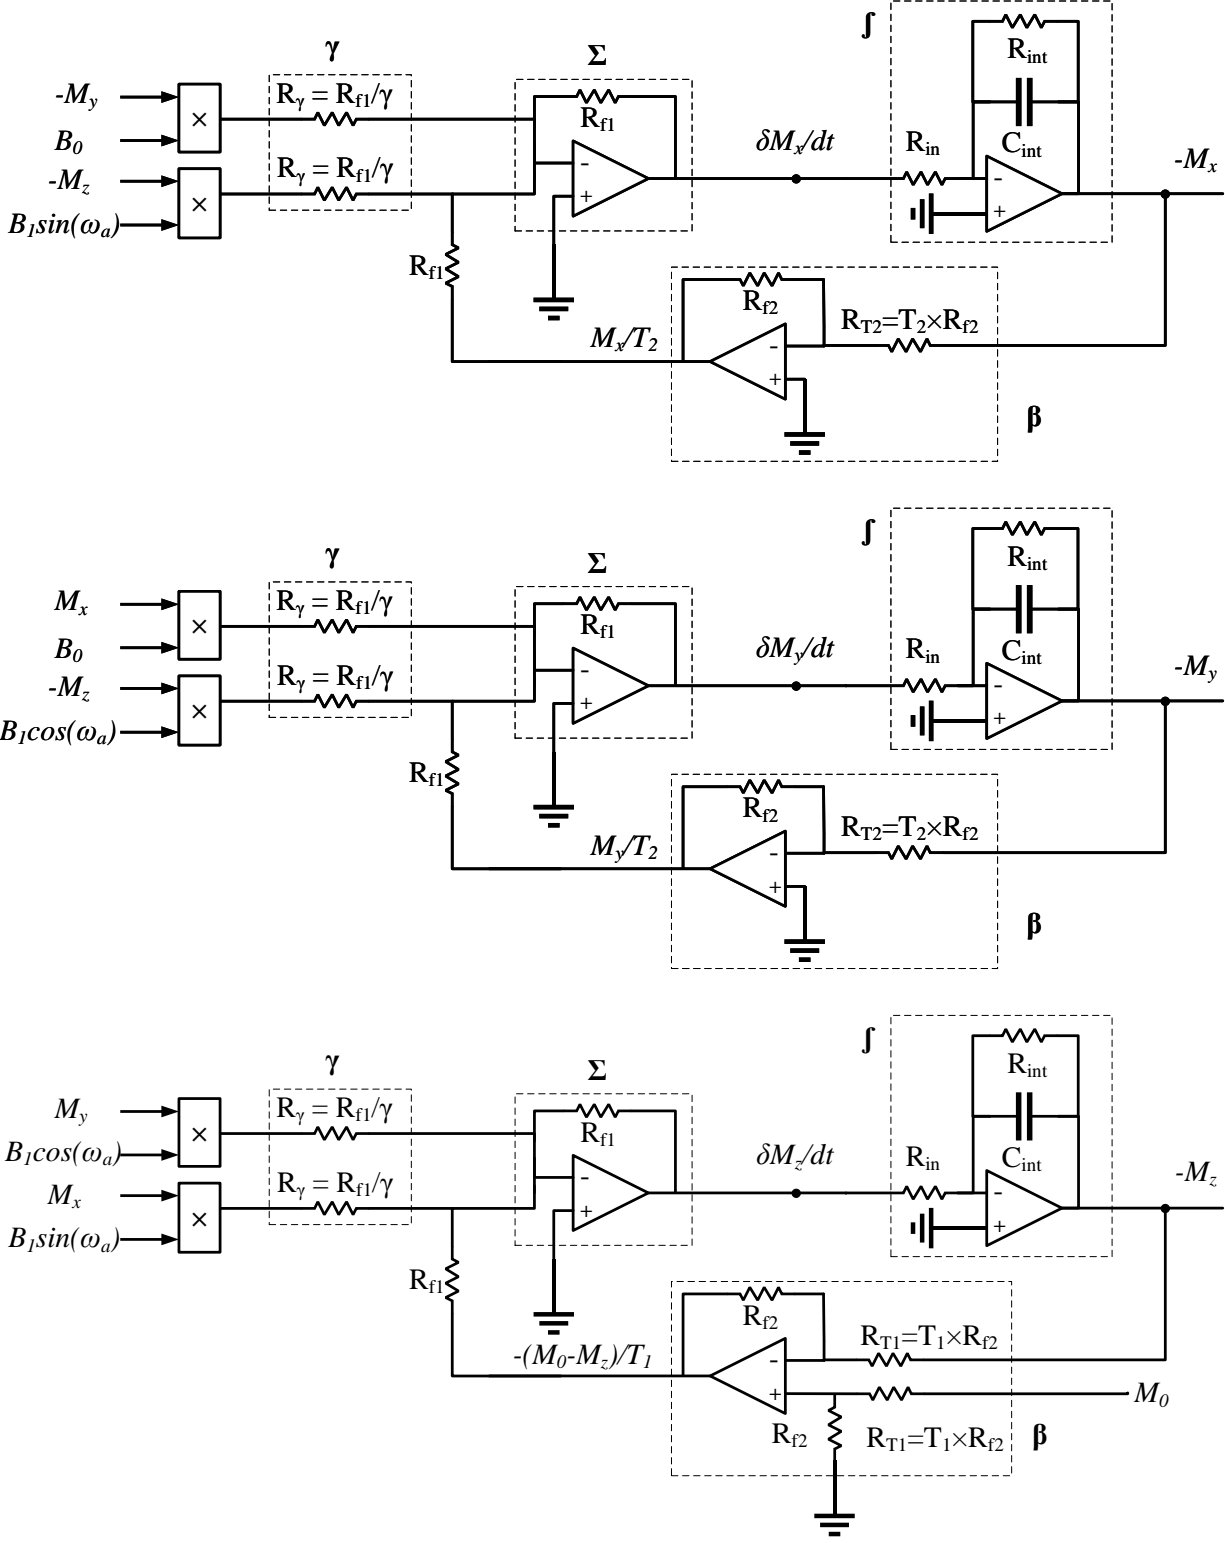 ∫
γ
Σ
R_int
-M_y
R_γ = R_f1/γ
R_f1
B_0
×
δM_x/dt
R_in
C_int
-M_x
-M_z
R_γ = R_f1/γ
-
+
-
+
B_1sin(ω_a)
×
R_f1
R_f2
R_T2=T_2×R_f2
M_x/T_2
-
+
β
∫
γ
Σ
R_int
M_x
R_γ = R_f1/γ
R_f1
B_0
×
δM_y/dt
R_in
C_int
-M_y
-M_z
R_γ = R_f1/γ
-
+
-
+
B_1cos(ω_a)
×
R_f1
R_f2
R_T2=T_2×R_f2
M_y/T_2
-
+
β
∫
γ
Σ
R_int
M_y
R_γ = R_f1/γ
R_f1
B_1cos(ω_a)
×
δM_z/dt
R_in
C_int
-M_z
M_x
R_γ = R_f1/γ
-
+
-
+
B_1sin(ω_a)
×
R_f1
R_f2
R_T1=T_1×R_f2
-(M_0-M_z)/T_1
-
+
M_0
R_f2
R_T1=T_1×R_f2
β